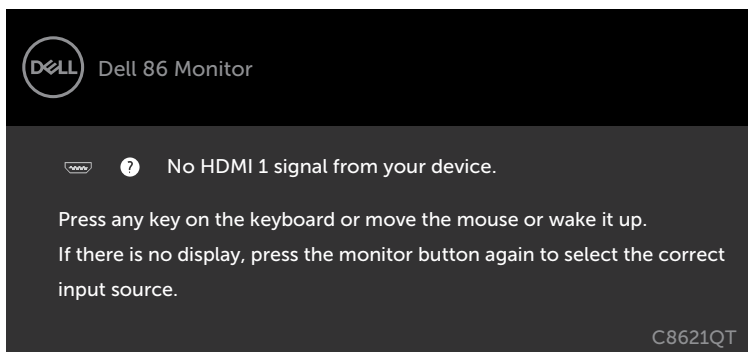 DELL
Dell 86 Monitor
? No HDMI 1 signal from your device.
Press any key on the keyboard or move the mouse or wake it up.
If there is no display, press the monitor button again to select the correct
input source.
C8621QT